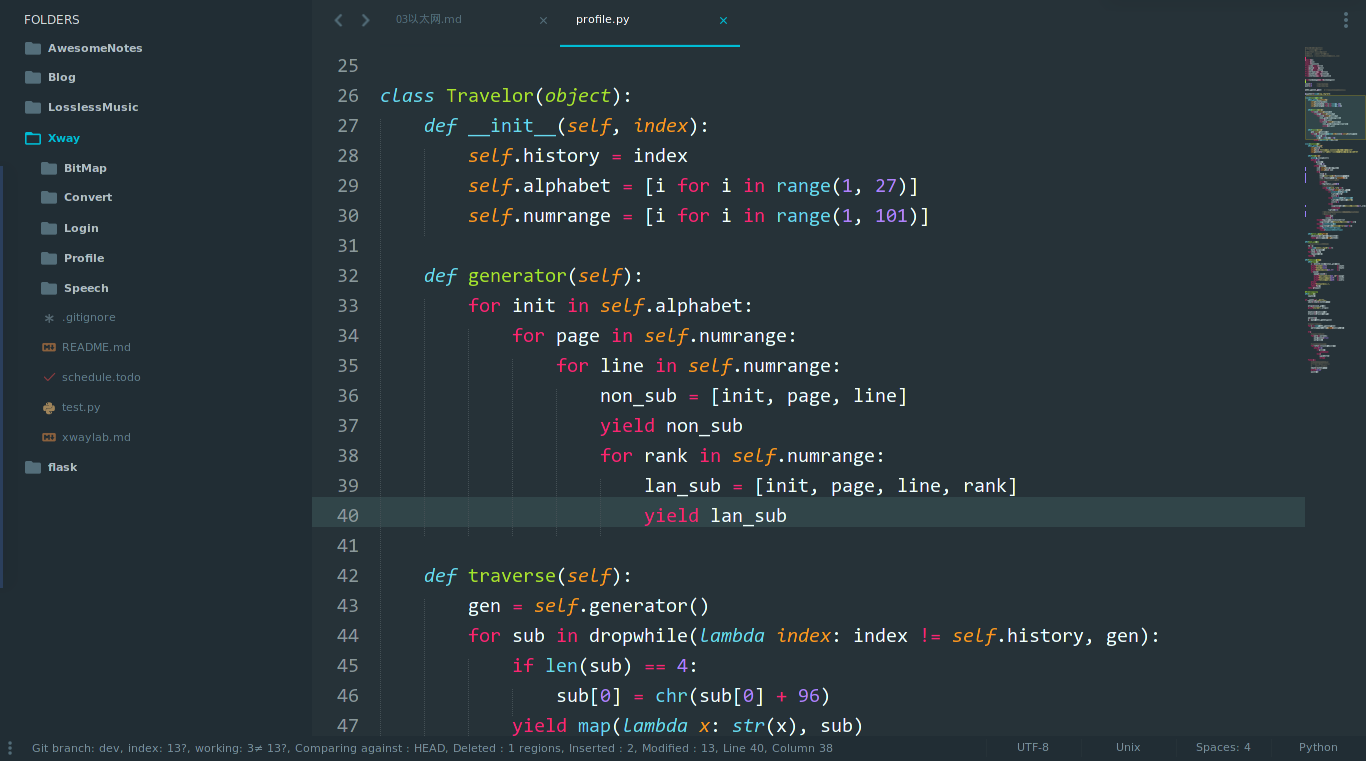 FOLDERS
AwesomeNotes
Blog
LosslessMusic
Xway
BitMap
Convert
Login
Profile
Speech
.gitignore
README.md
schedule.todo
test.py
xwaylab.md
flask
03以太网.md
profile.py
25
26 class Travelor(object):
27 def __init__(self, index):
28 self.history = index
29 self.alphabet = [i for i in range(1, 27)]
30 self.numrange = [i for i in range(1, 101)]
31
32 def generator(self):
33 for init in self.alphabet:
34 for page in self.numrange:
35 for line in self.numrange:
36 non_sub = [init, page, line]
37 yield non_sub
38 for rank in self.numrange:
39 lan_sub = [init, page, line, rank]
40 yield lan_sub
41
42 def traverse(self):
43 gen = self.generator()
44 for sub in dropwhile(lambda index: index != self.history, gen):
45 if len(sub) == 4:
46 sub[0] = chr(sub[0] + 96)
47 yield map(lambda x: str(x), sub)
Git branch: dev, index: 13?, working: 3≠ 13?, Comparing against : HEAD, Deleted : 1 regions, Inserted : 2, Modified : 13, Line 40, Column 38
UTF-8
Unix
Spaces: 4
Python